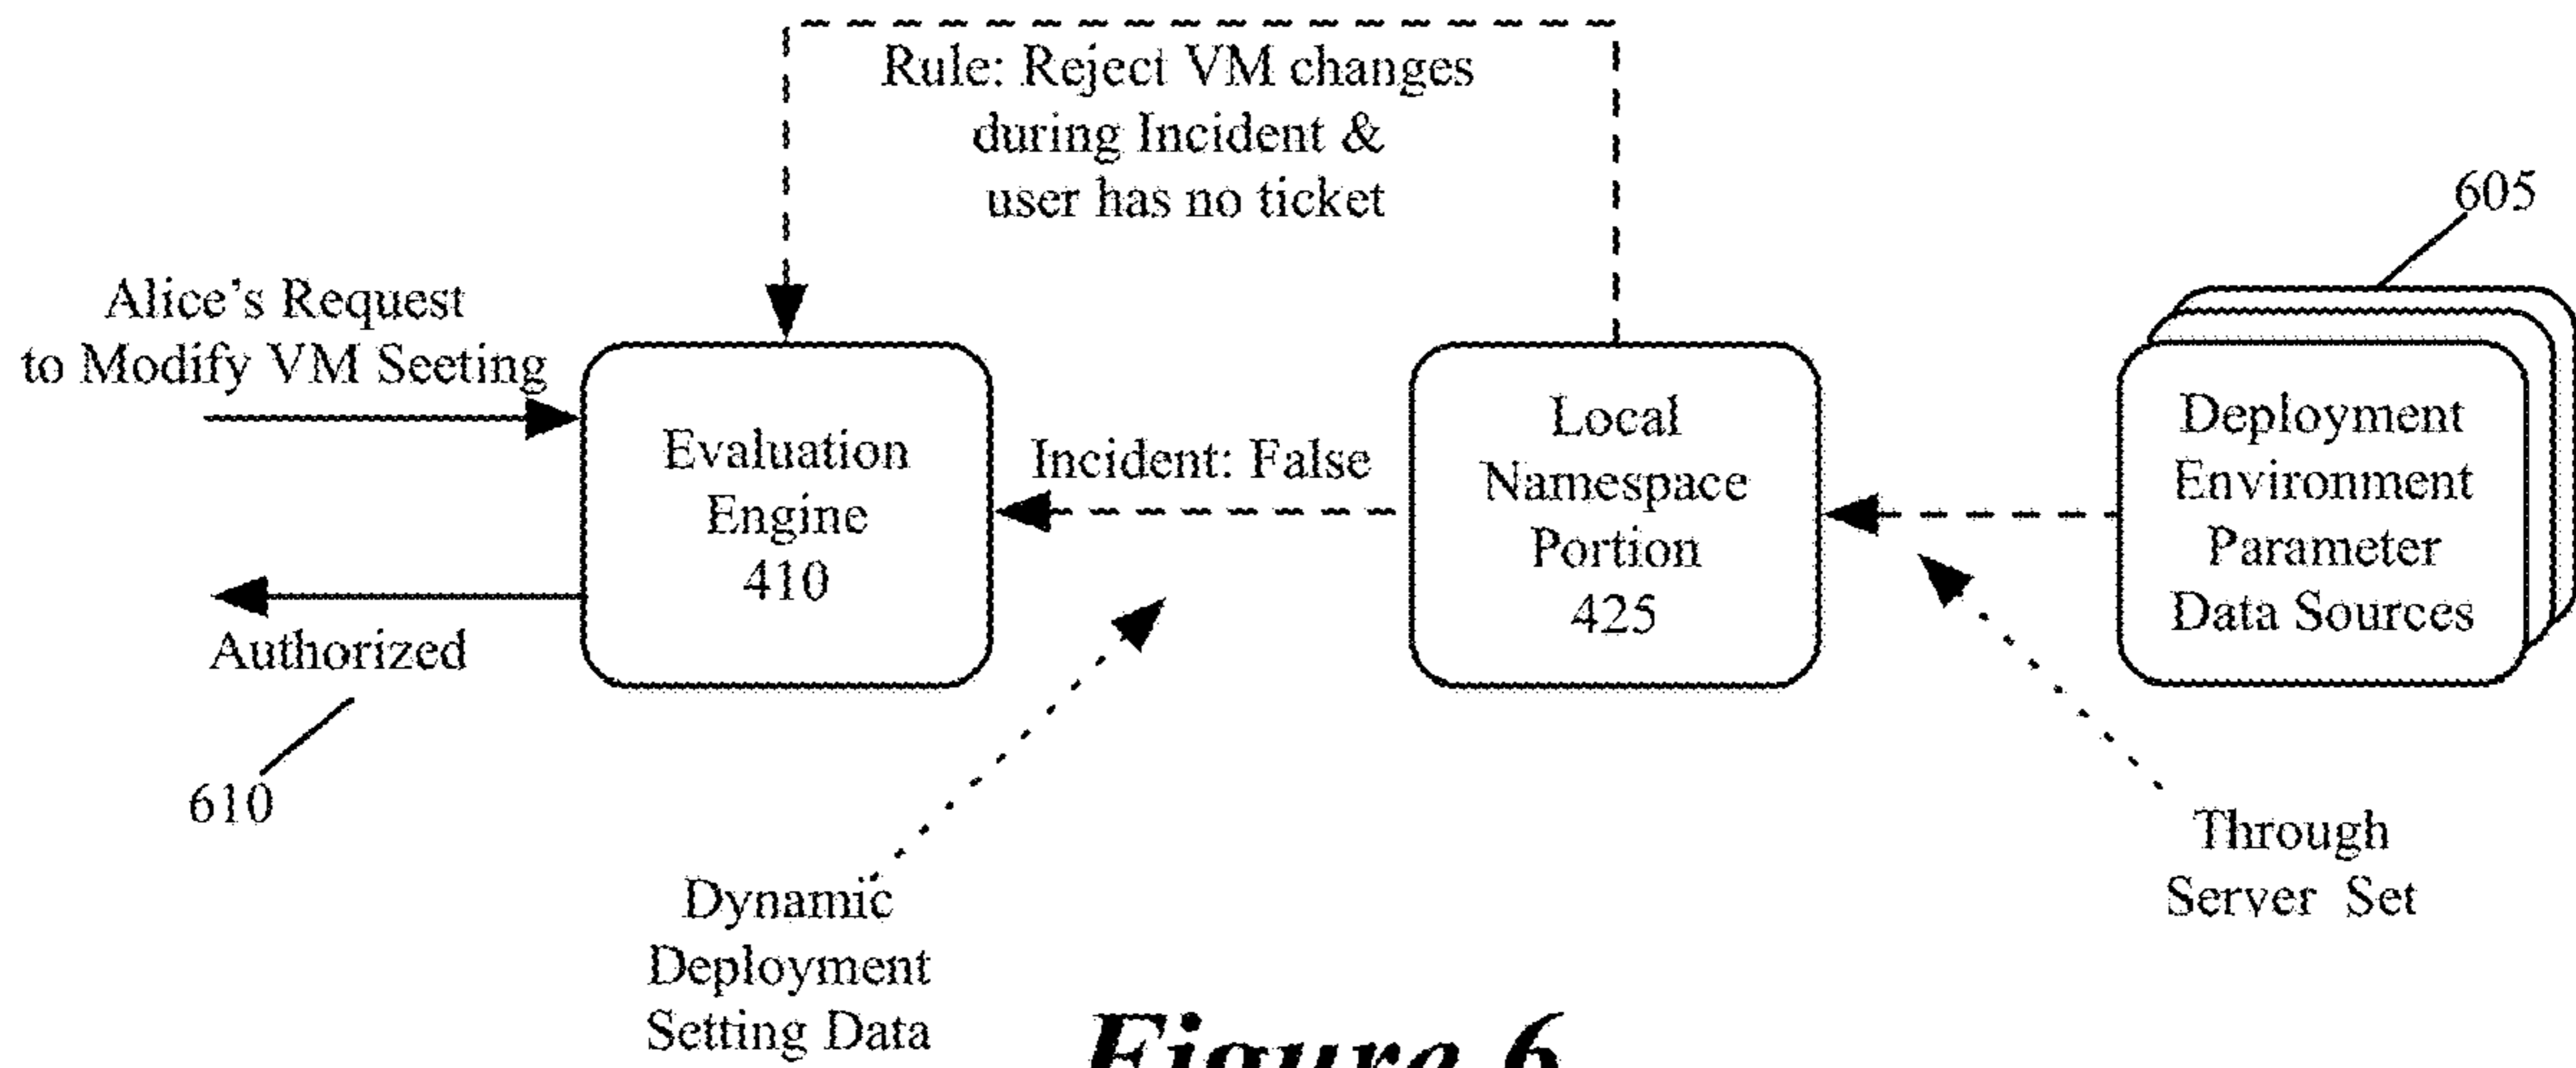 Rule: Reject VM changes
during Incident &
user has no ticket
605
Alice's Request
to Modify VM Seeting
Evaluation
Engine
410
Incident: False
Local
Namespace
Portion
425
Deployment
Environment
Parameter
Data Sources
Authorized
610
Dynamic
Deployment
Setting Data
Through
Server Set
Figure 6